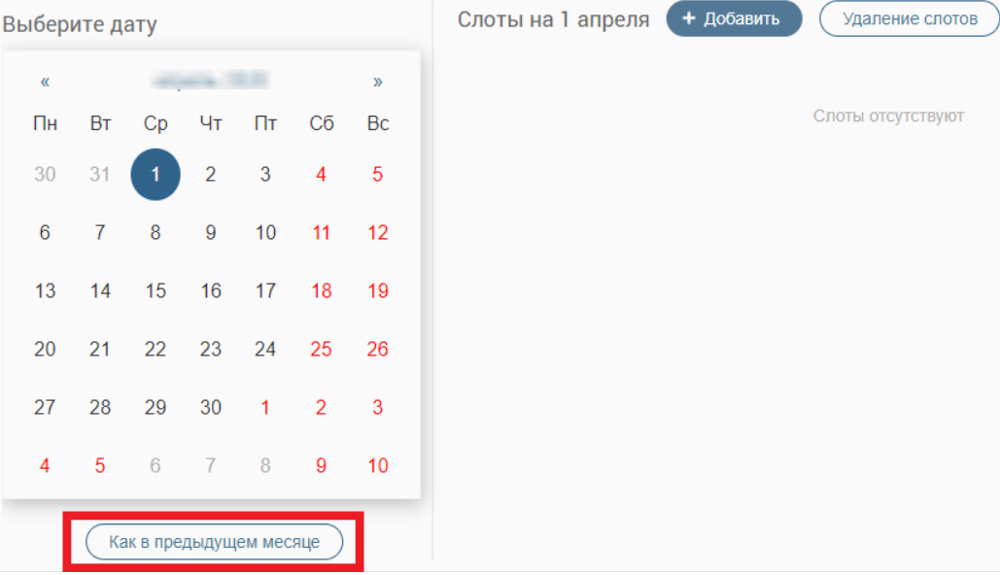 Выберите дату
« »
Пн Вт Ср Чт Пт Сб Вс
30 31 1 2 3 4 5
6 7 8 9 10 11 12
13 14 15 16 17 18 19
20 21 22 23 24 25 26
27 28 29 30 1 2 3
4 5 6 7 8 9 10
Как в предыдущем месяце
Слоты на 1 апреля + Добавить Удаление слотов
Слоты отсутствуют